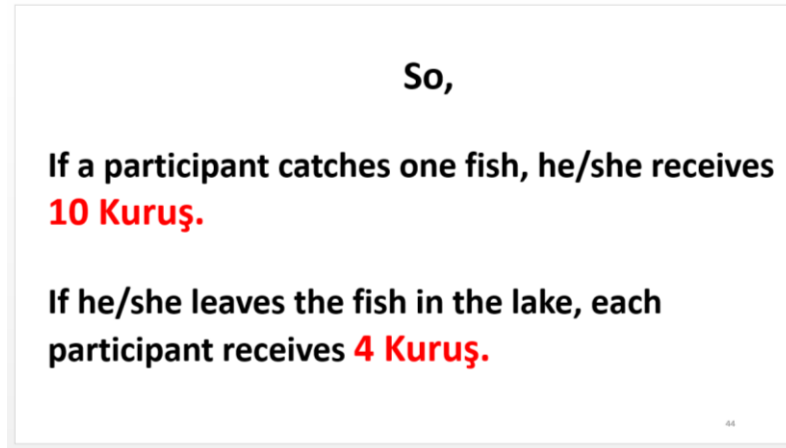 So,
If a participant catches one fish, he/she receives
10 Kuruş.
If he/she leaves the fish in the lake, each
participant receives 4 Kuruş.
44